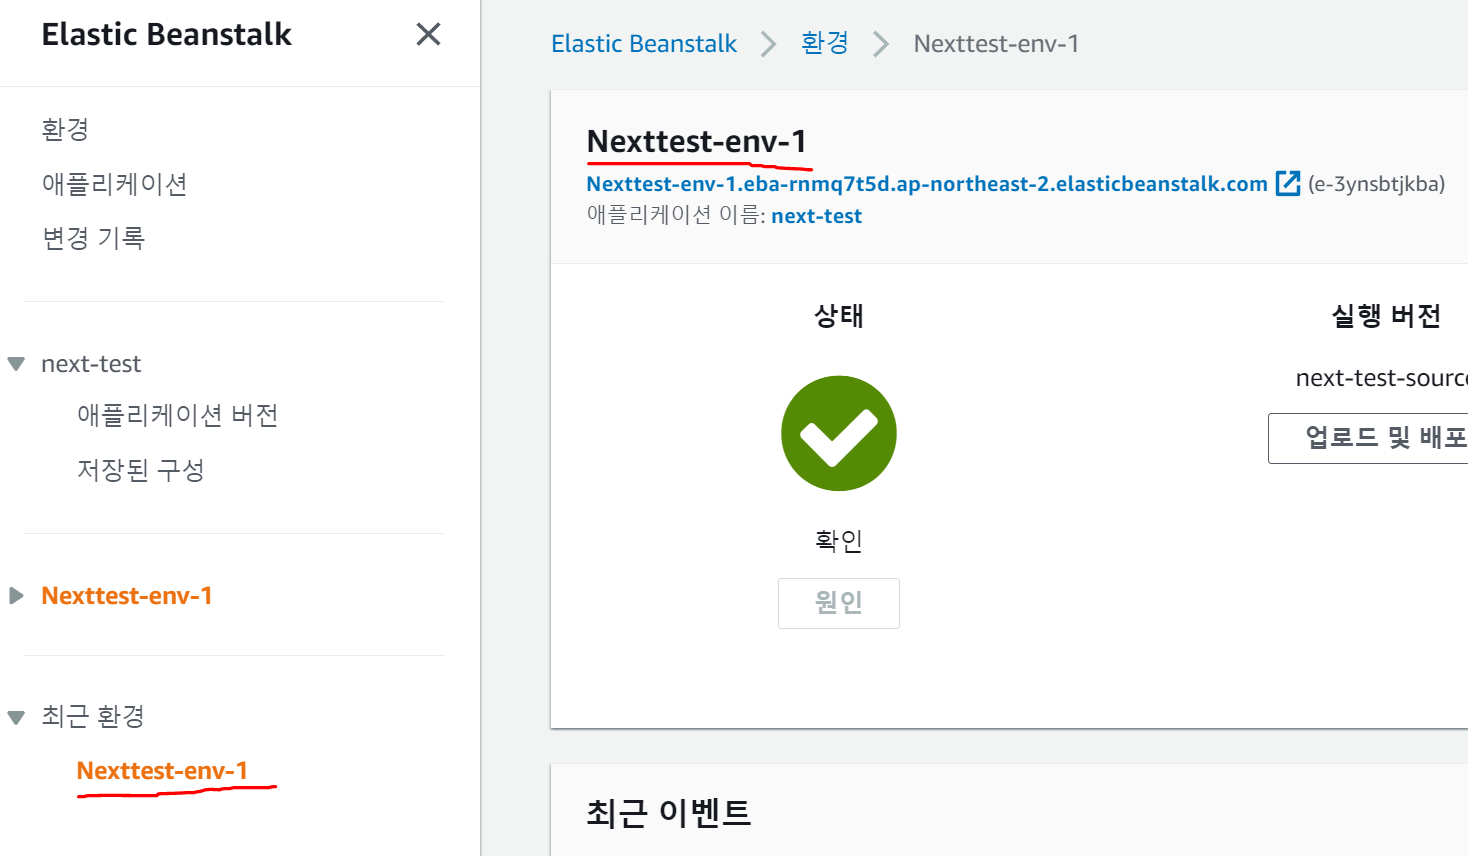 Elastic Beanstalk
환경
애플리케이션
변경 기록
next-test
애플리케이션 버전
저장된 구성
Nexttest-env-1
최근 환경
Nexttest-env-1
Elastic Beanstalk > 환경 > Nexttest-env-1
Nexttest-env-1
Nexttest-env-1.eba-rnmq7t5d.ap-northeast-2.elasticbeanstalk.com (e-3ynsbtjkba)
애플리케이션 이름: next-test
상태
확인
원인
실행 버전
next-test-sourc
업로드 및 배포
최근 이벤트